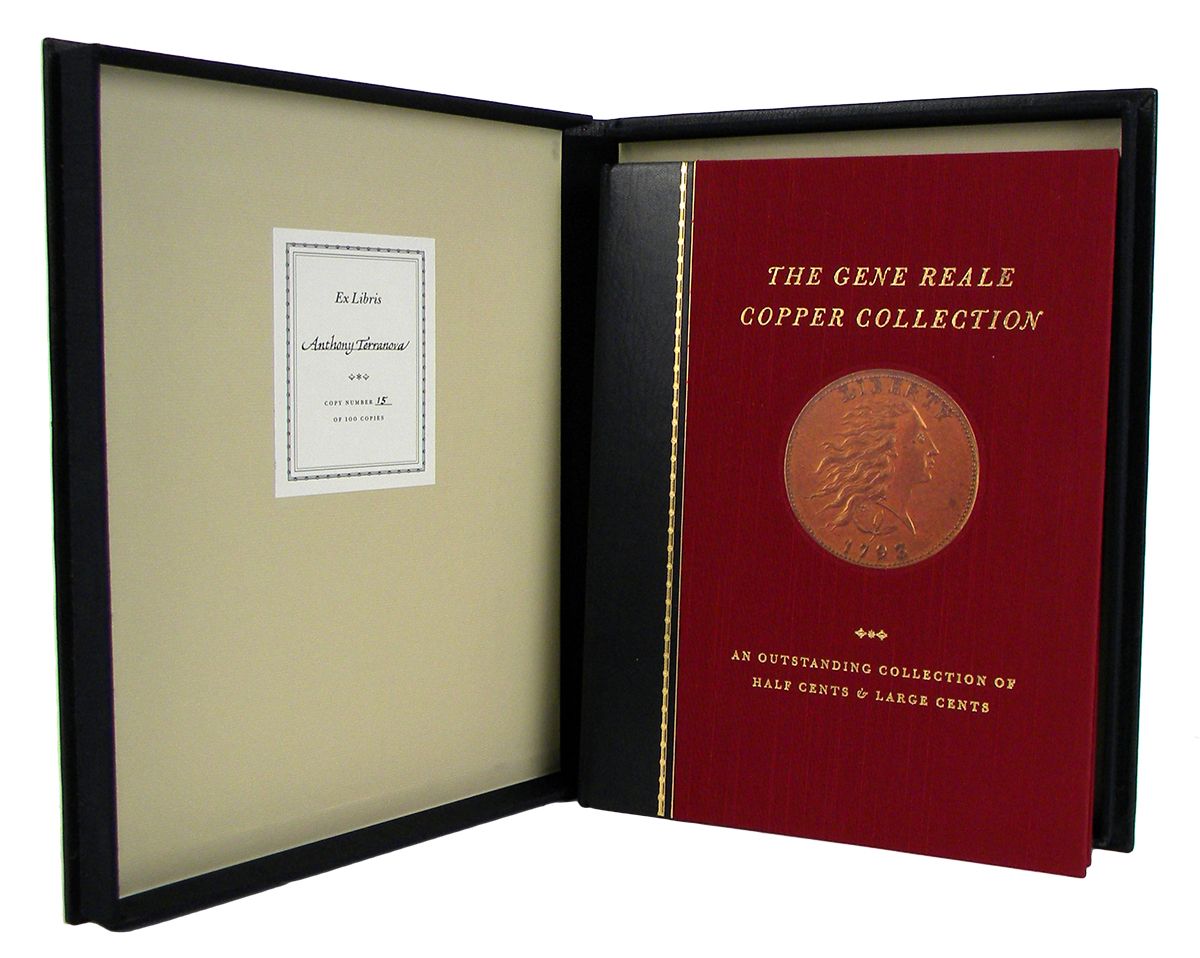 Ex Libris
Anthony Terranova
COPY NUMBER 15
OF 100 COPIES
THE GENE REALE
COPPER COLLECTION
LIBERTY
1793
AN OUTSTANDING COLLECTION OF
HALF CENTS & LARGE CENTS